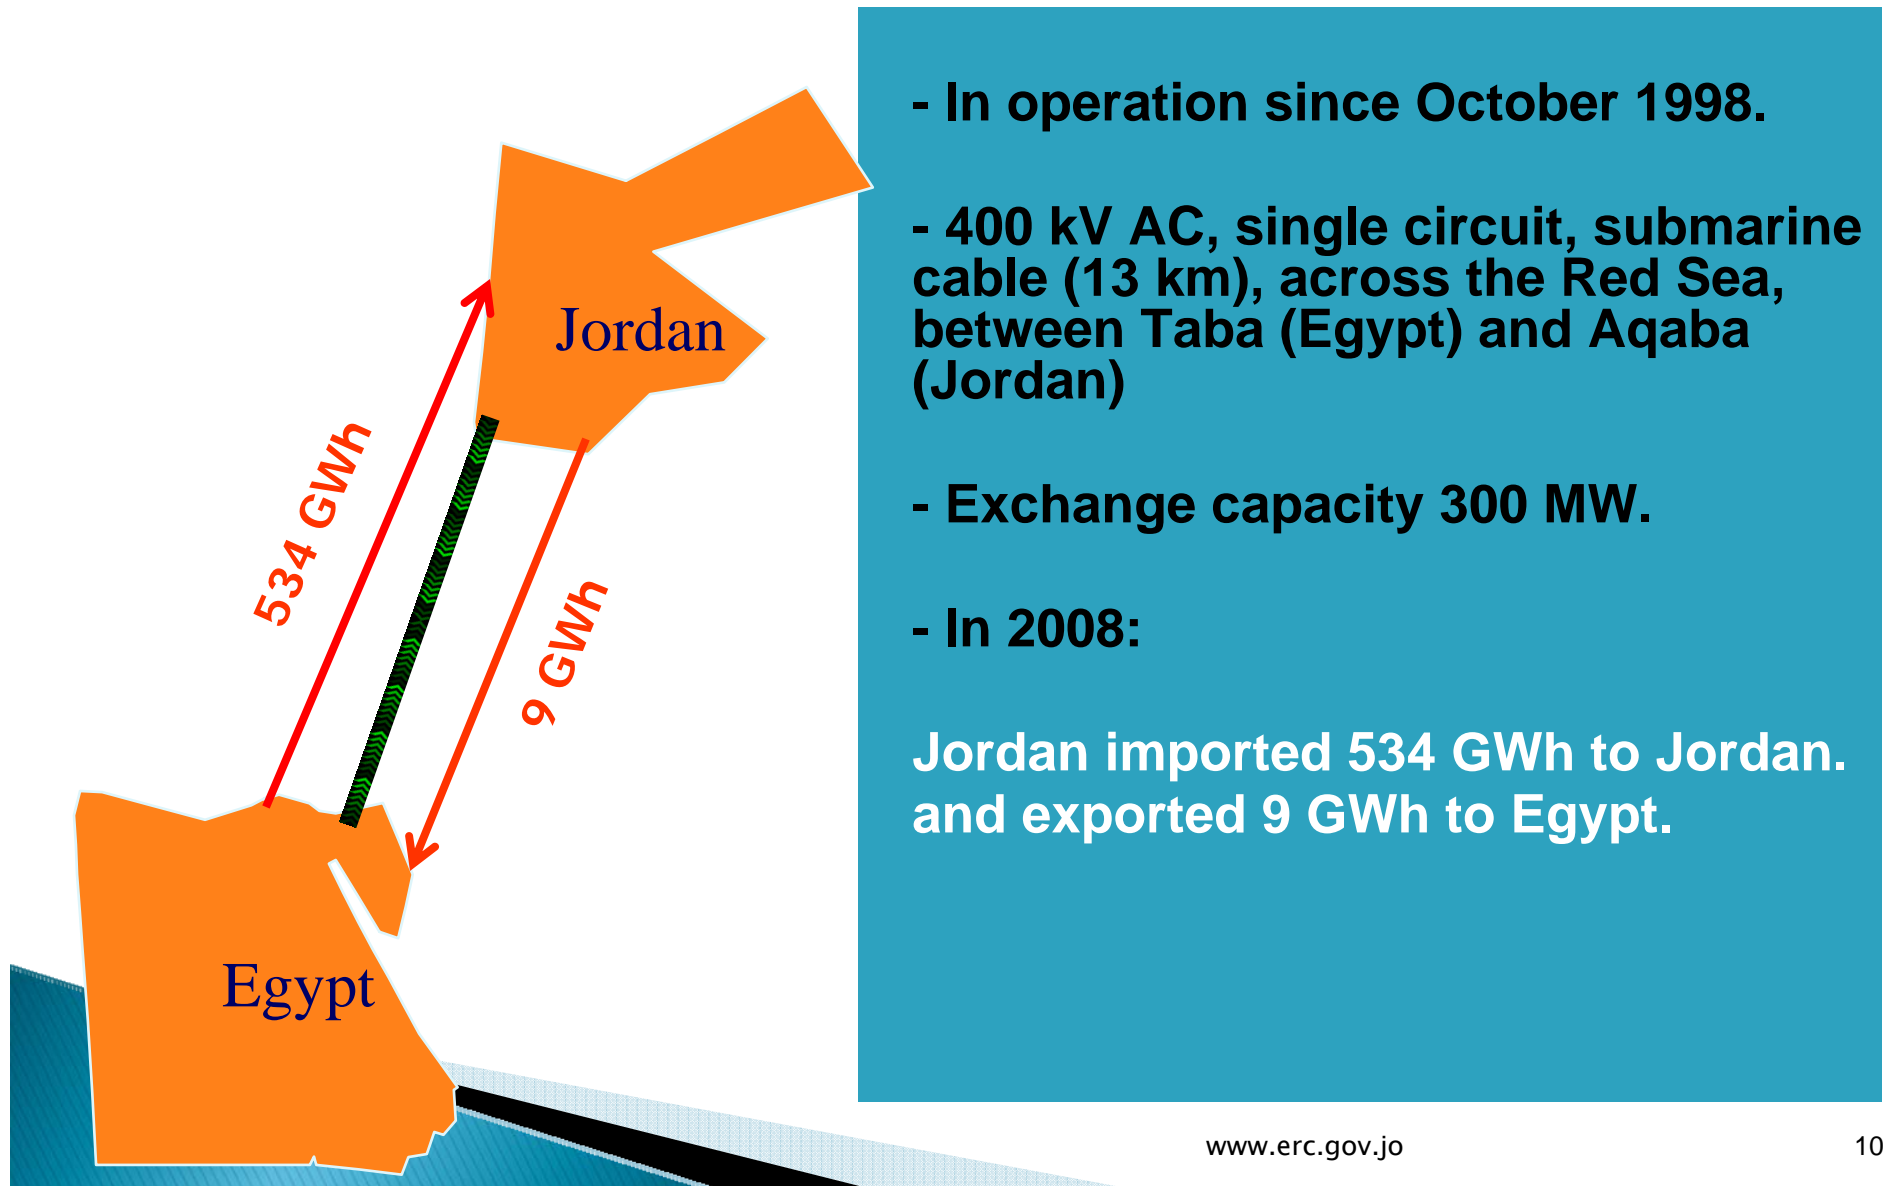 - In operation since October 1998.
- 400 kV AC, single circuit, submarine
cable (13 km), across the Red Sea,
between Taba (Egypt) and Aqaba
(Jordan)
- Exchange capacity 300 MW.
- In 2008:
Jordan imported 534 GWh to Jordan.
and exported 9 GWh to Egypt.
Jordan
534 GWh
9 GWh
Egypt
www.erc.gov.jo
10